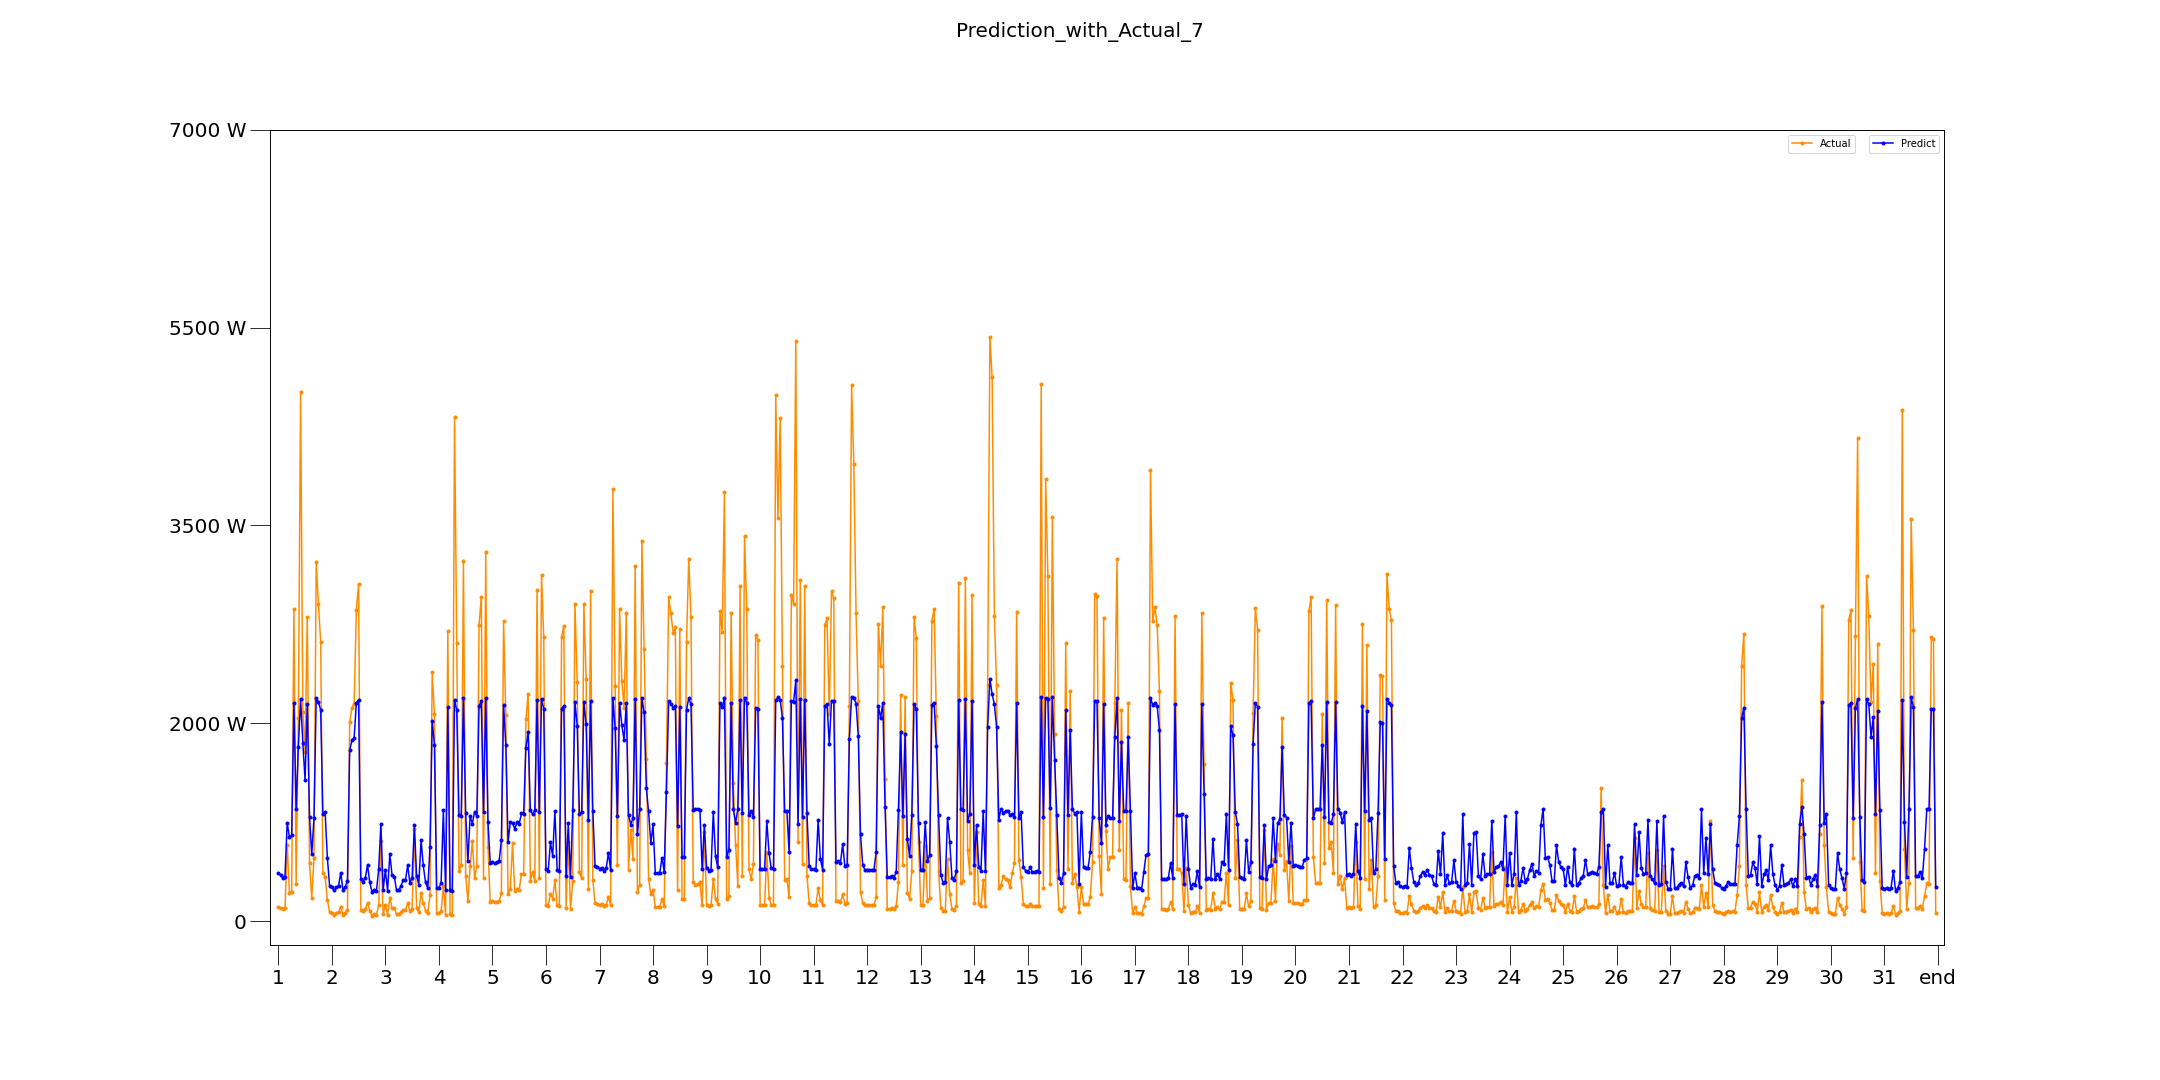 Prediction_with_Actual_7
7000 W
Actual Predict
5500 W
3500 W
2000 W
0
1 2 3 4 5 6 7 8 9 10 11 12 13 14 15 16 17 18 19 20 21 22 23 24 25 26 27 28 29 30 31 end